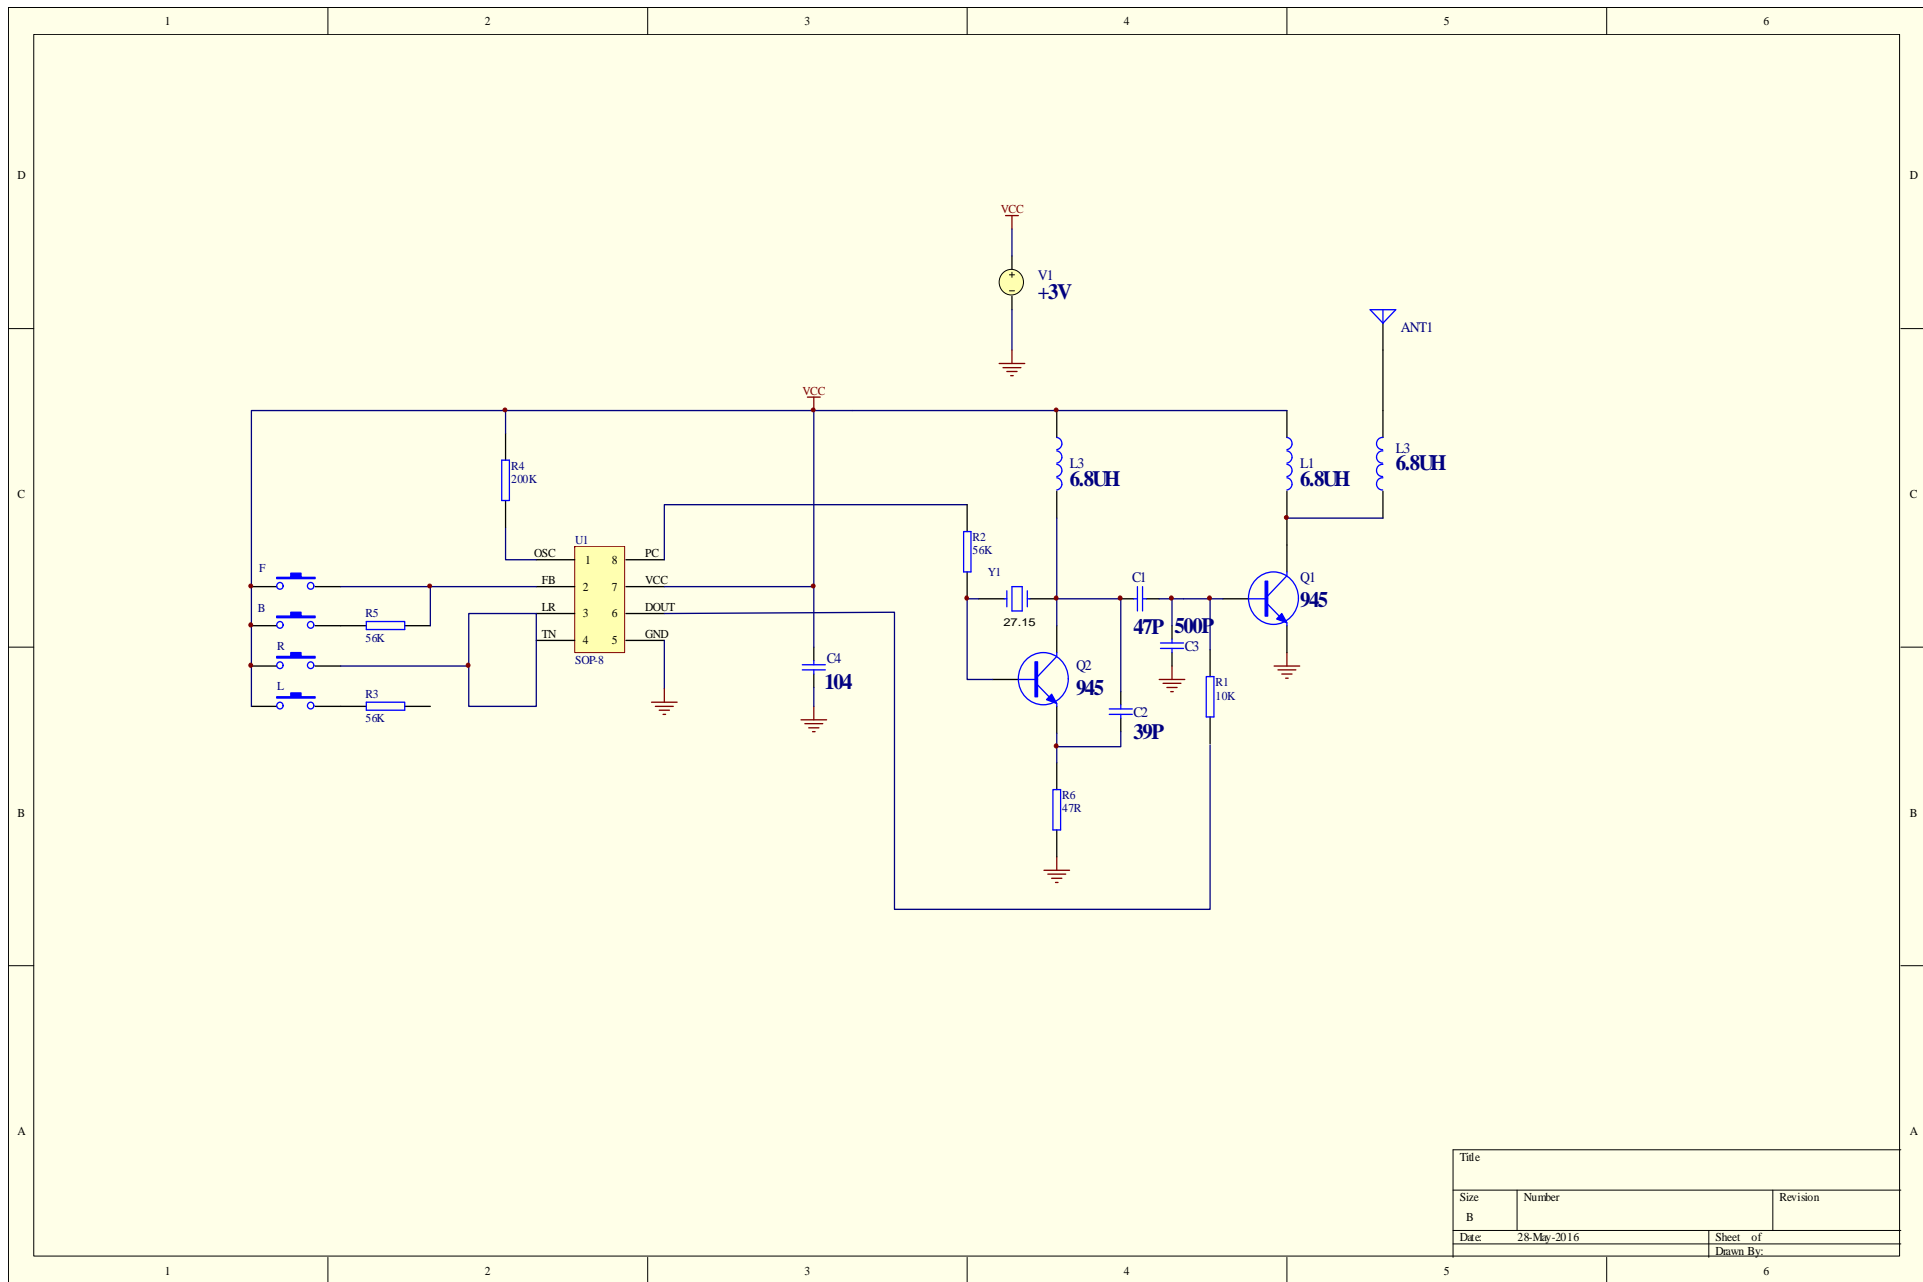 1 2 3 4 5 6
D D
VCC
V1
+3V
ANT1
VCC
C C
R4
200K
L3
6.8UH
L1
6.8UH
L3
6.8UH
U1
OSC 1 8 PC
FB 2 7 VCC
LR 3 6 DOUT
TN 4 5 GND
SOP-8
F
B
R5
56K
R
L
R3
56K
C4
104
R2
56K
Y1
27.15
C1
47P
500P
C3
Q1
945
Q2
945
C2
39P
R1
10K
R6
47R
B B
A A
Title
Size Number Revision
B
Date: 28-May-2016 Sheet of
Drawn By:
1 2 3 4 5 6